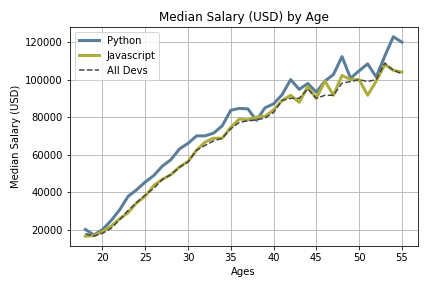 Median Salary (USD) by Age
Python
Javascript
All Devs
Median Salary (USD)
120000
100000
80000
60000
40000
20000
20 25 30 35 40 45 50 55
Ages